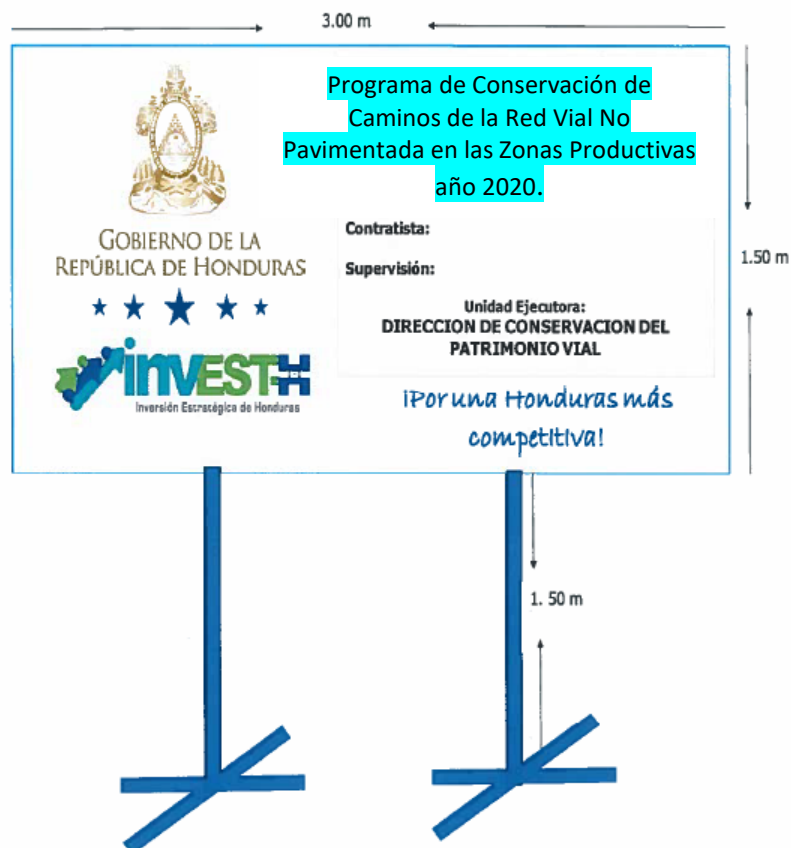 3.00 m
Programa de Conservación de
Caminos de la Red Vial No
Pavimentada en las Zonas Productivas
año 2020.
GOBIERNO DE LA
REPÚBLICA DE HONDURAS
Contratista:
Supervisión:
Unidad Ejecutora:
DIRECCION DE CONSERVACION DEL
PATRIMONIO VIAL
1.50 m
invEST-H
Inversión Estratégica de Honduras
¡Por una Honduras más
competitiva!
1. 50 m